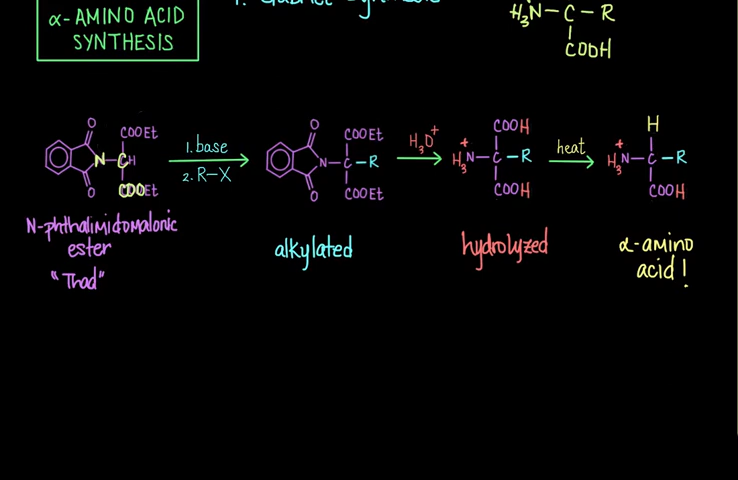 α-AMINO ACID
SYNTHESIS
H₃N–C–R
COOH
O
COOEt
N–CH
O
COOEt
N-phthalimidomalonic
ester
"Thad"
1. base
2. R–X
O
COOEt
N–C–R
O
COOEt
alkylated
H₃O⁺
COOH
H₃N⁺–C–R
COOH
hydrolyzed
heat
H
H₃N⁺–C–R
COOH
α-amino
acid!